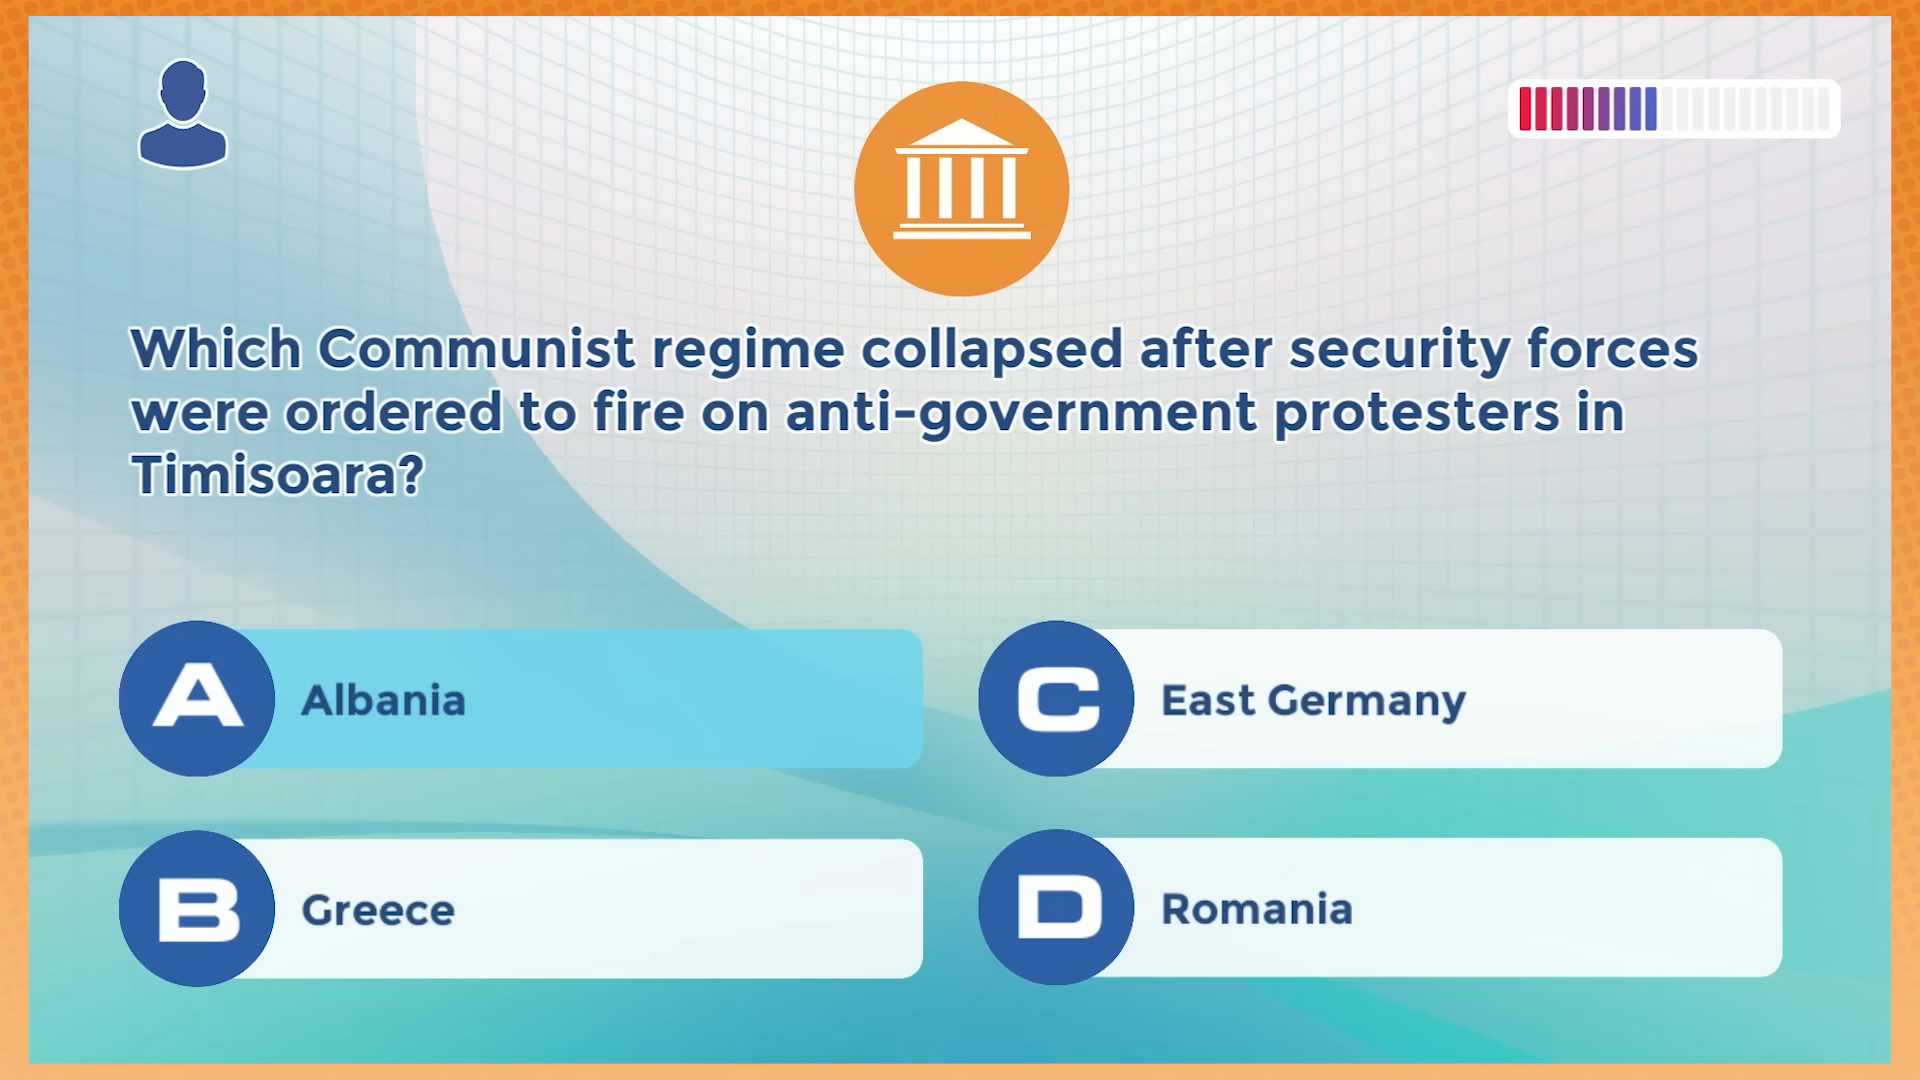 Which Communist regime collapsed after security forces
were ordered to fire on anti-government protesters in
Timisoara?
A Albania
B Greece
C East Germany
D Romania